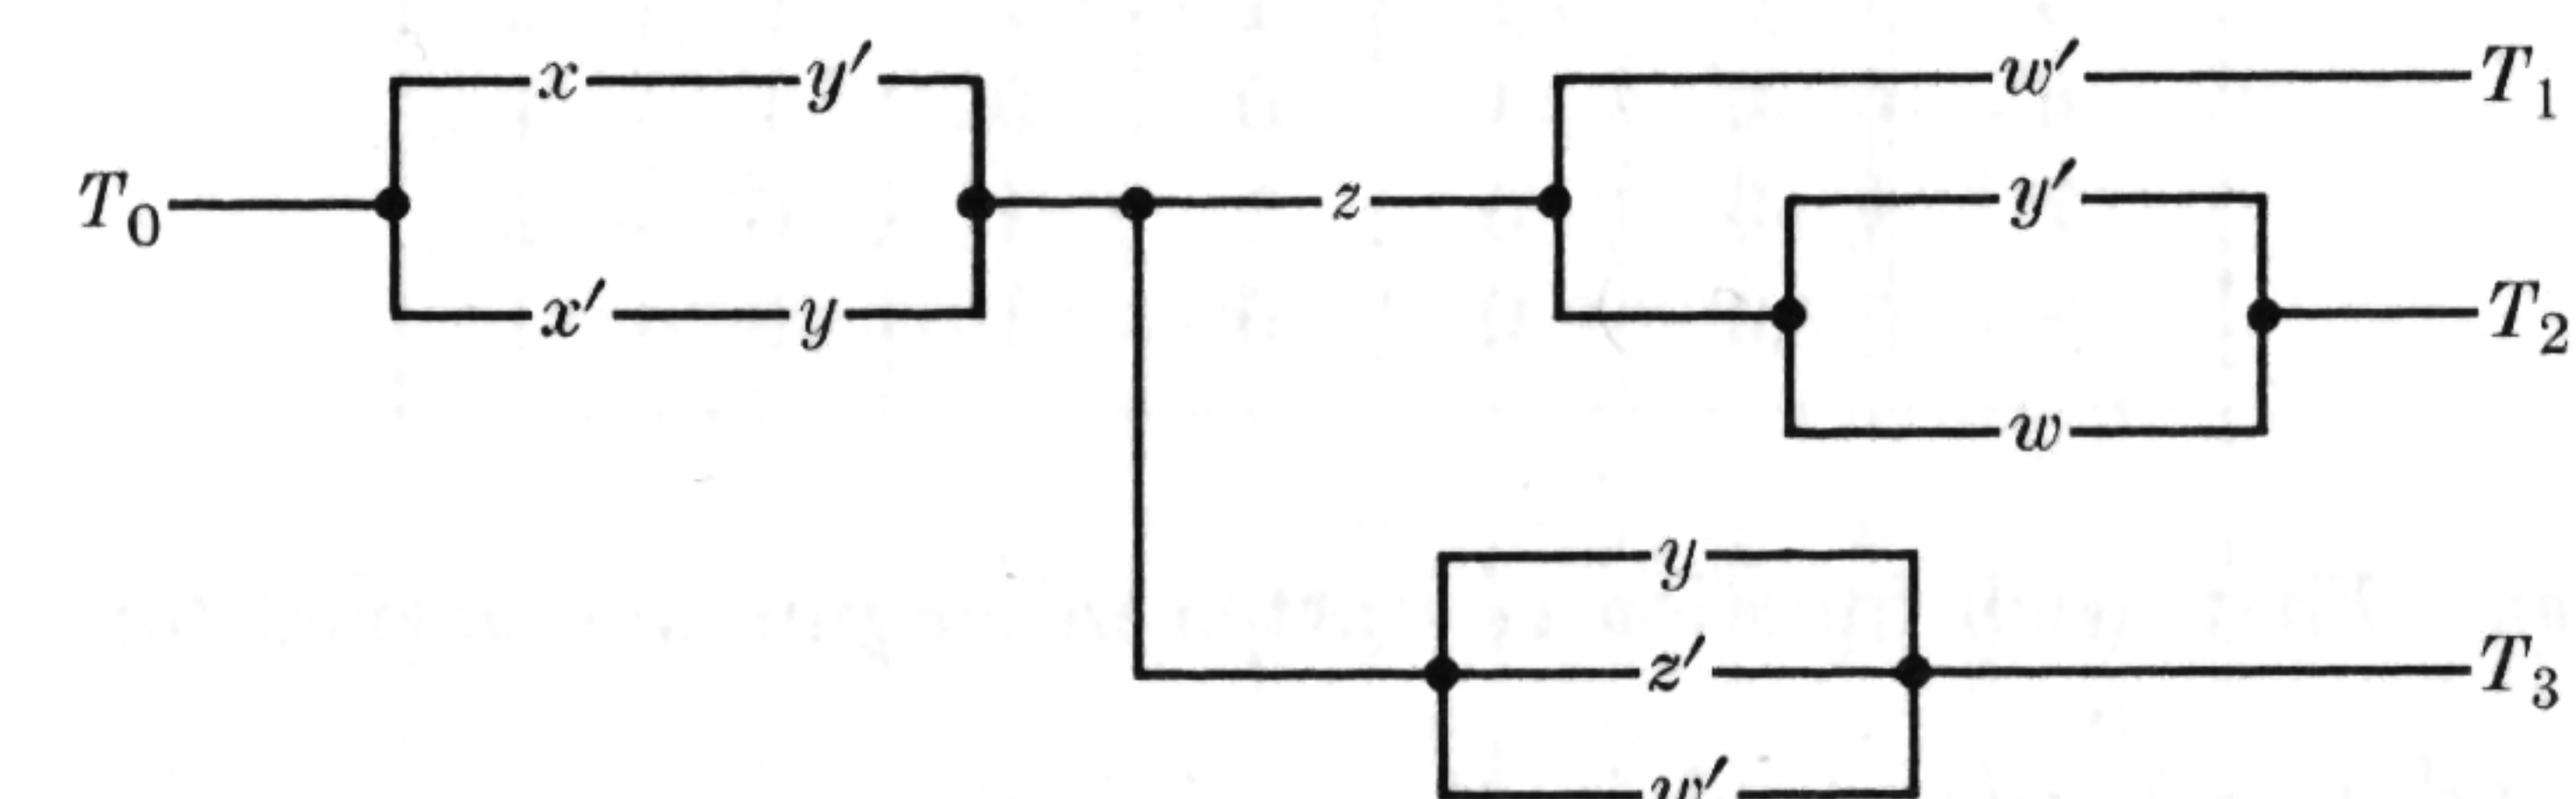 x y′ w′ T₁
T₀ z y′
x′ y T₂
w
y
z′ T₃
w′